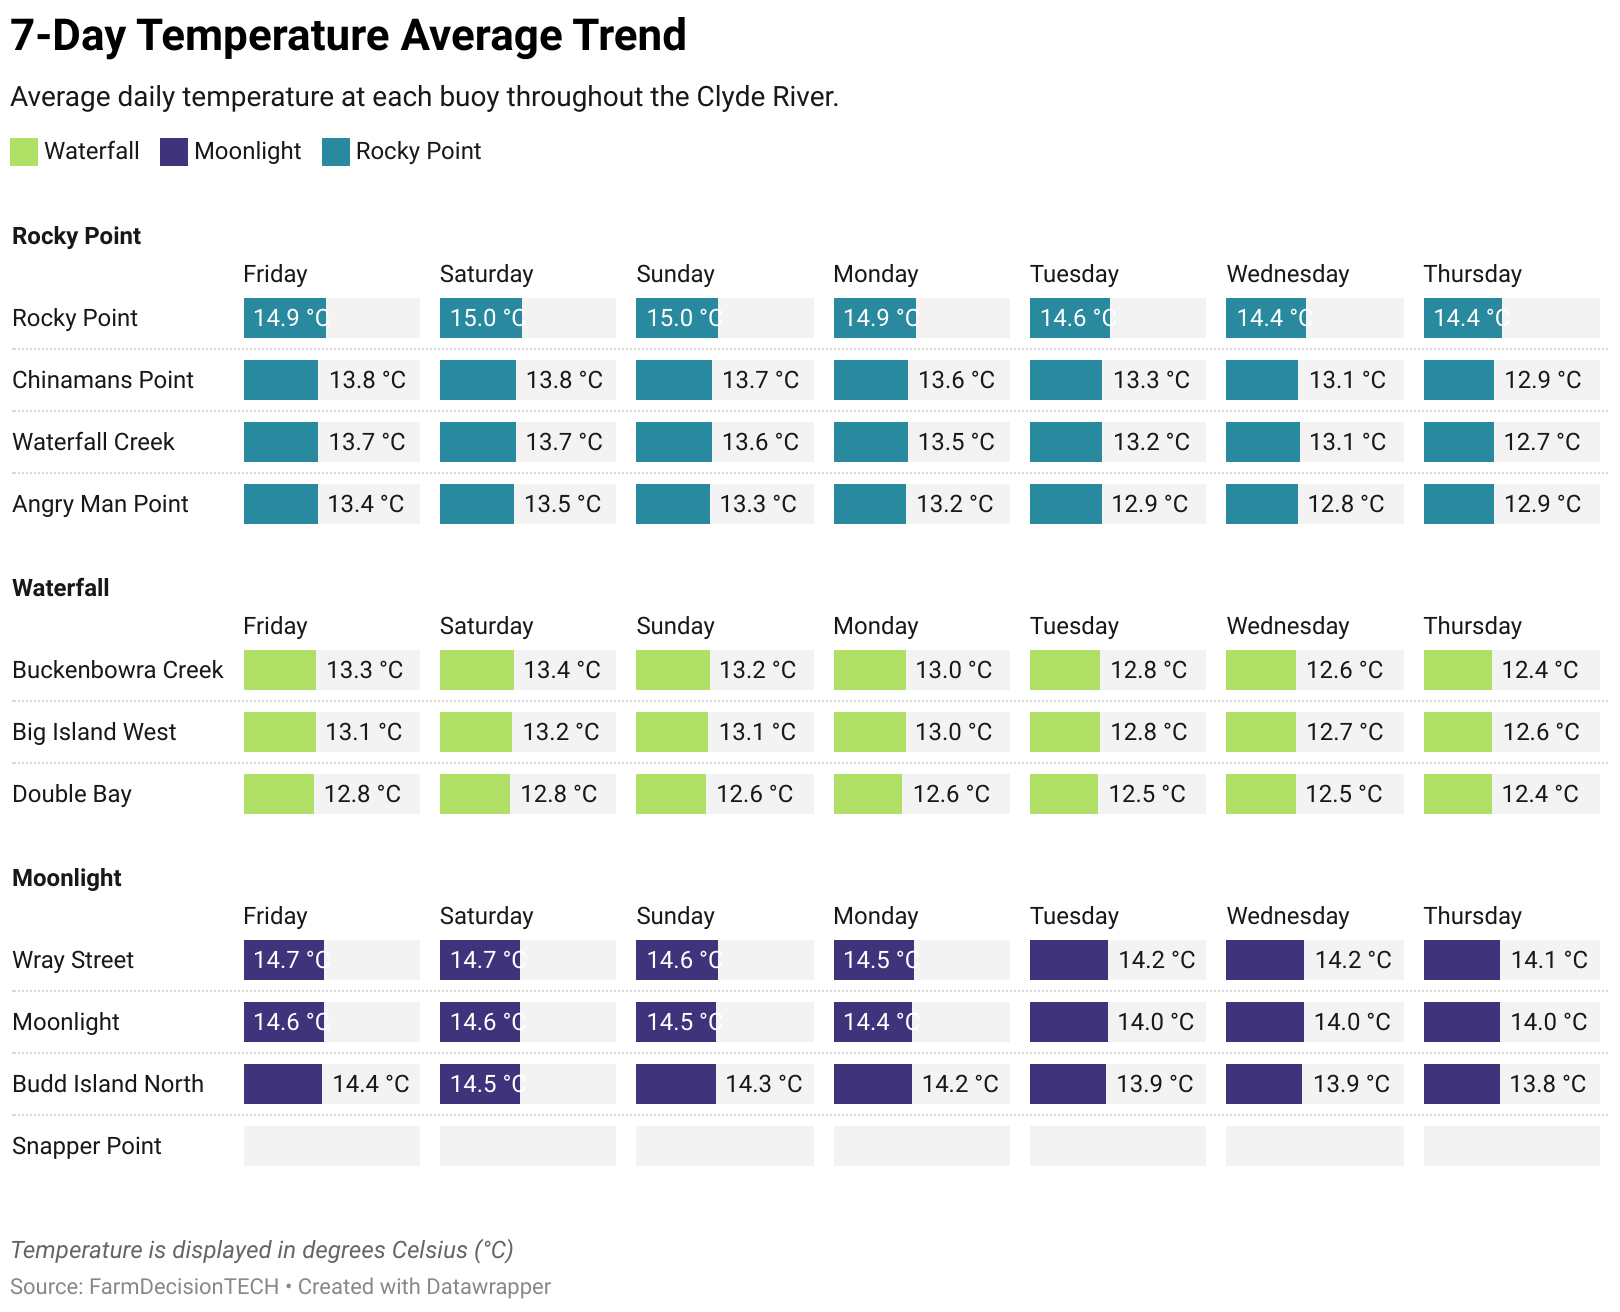 7-Day Temperature Average Trend
Average daily temperature at each buoy throughout the Clyde River.
Waterfall Moonlight Rocky Point
Rocky Point
Friday Saturday Sunday Monday Tuesday Wednesday Thursday
Rocky Point 14.9 °C 15.0 °C 15.0 °C 14.9 °C 14.6 °C 14.4 °C 14.4 °C
Chinamans Point 13.8 °C 13.8 °C 13.7 °C 13.6 °C 13.3 °C 13.1 °C 12.9 °C
Waterfall Creek 13.7 °C 13.7 °C 13.6 °C 13.5 °C 13.2 °C 13.1 °C 12.7 °C
Angry Man Point 13.4 °C 13.5 °C 13.3 °C 13.2 °C 12.9 °C 12.8 °C 12.9 °C
Waterfall
Friday Saturday Sunday Monday Tuesday Wednesday Thursday
Buckenbowra Creek 13.3 °C 13.4 °C 13.2 °C 13.0 °C 12.8 °C 12.6 °C 12.4 °C
Big Island West 13.1 °C 13.2 °C 13.1 °C 13.0 °C 12.8 °C 12.7 °C 12.6 °C
Double Bay 12.8 °C 12.8 °C 12.6 °C 12.6 °C 12.5 °C 12.5 °C 12.4 °C
Moonlight
Friday Saturday Sunday Monday Tuesday Wednesday Thursday
Wray Street 14.7 °C 14.7 °C 14.6 °C 14.5 °C 14.2 °C 14.2 °C 14.1 °C
Moonlight 14.6 °C 14.6 °C 14.5 °C 14.4 °C 14.0 °C 14.0 °C 14.0 °C
Budd Island North 14.4 °C 14.5 °C 14.3 °C 14.2 °C 13.9 °C 13.9 °C 13.8 °C
Snapper Point
Temperature is displayed in degrees Celsius (°C)
Source: FarmDecisionTECH • Created with Datawrapper